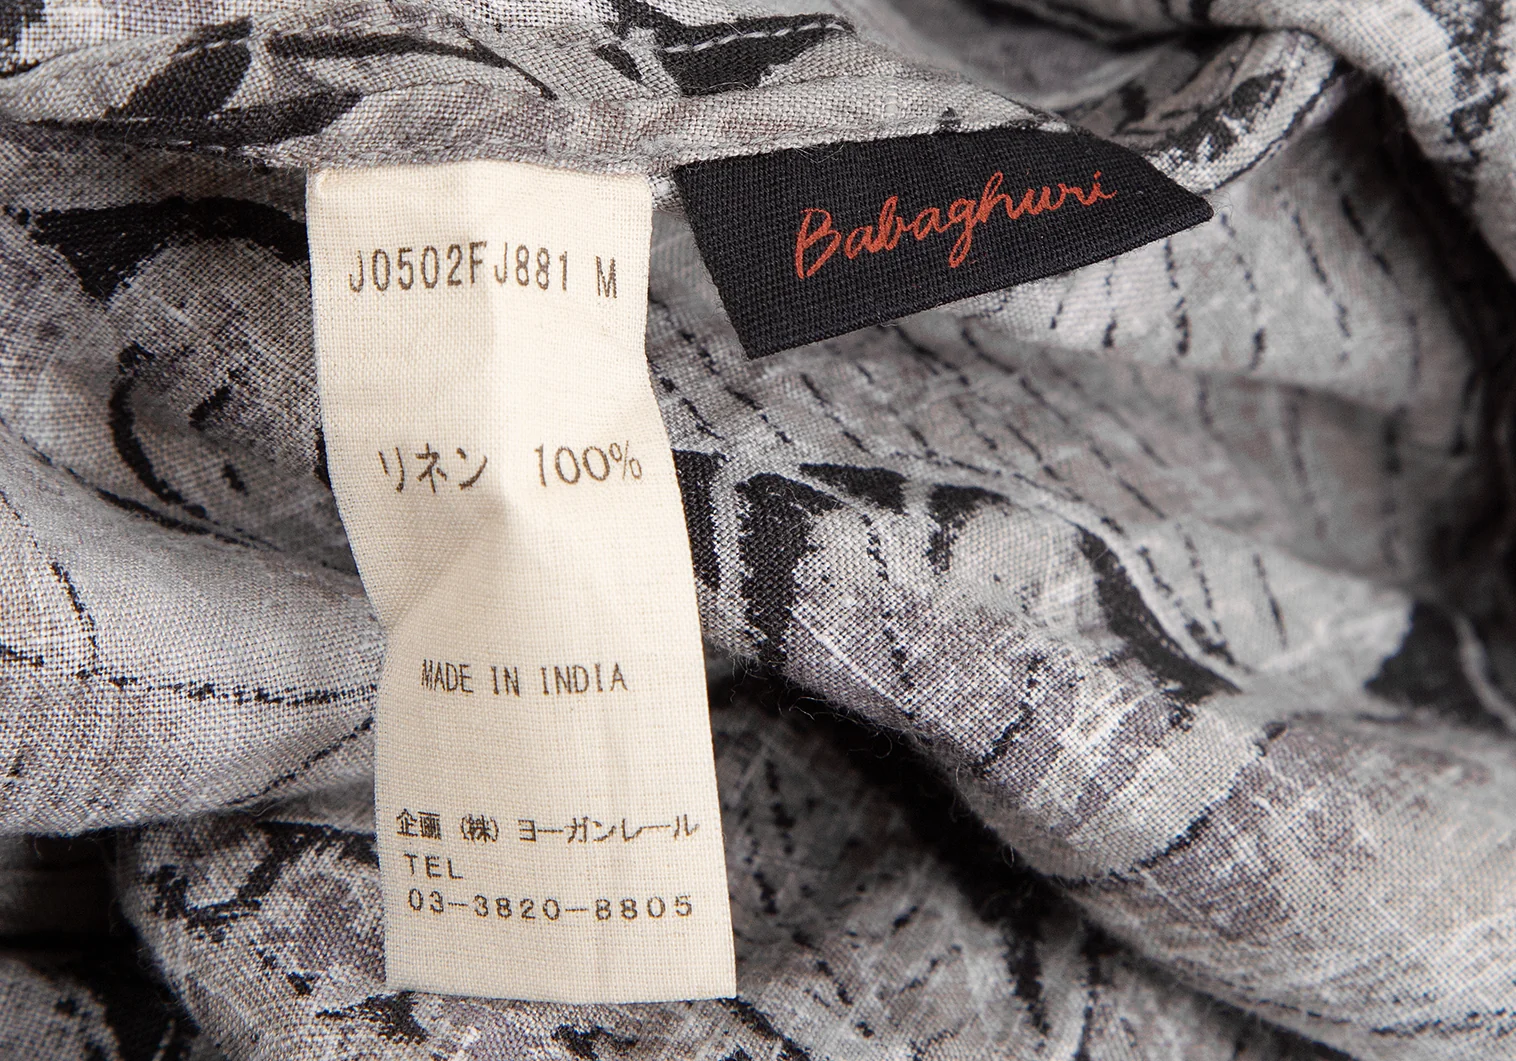 J0502FJ881 M
Babaghuri
リネン 100%
MADE IN INDIA
企画 (株) ヨーガンレール
TEL
03-3820-8805